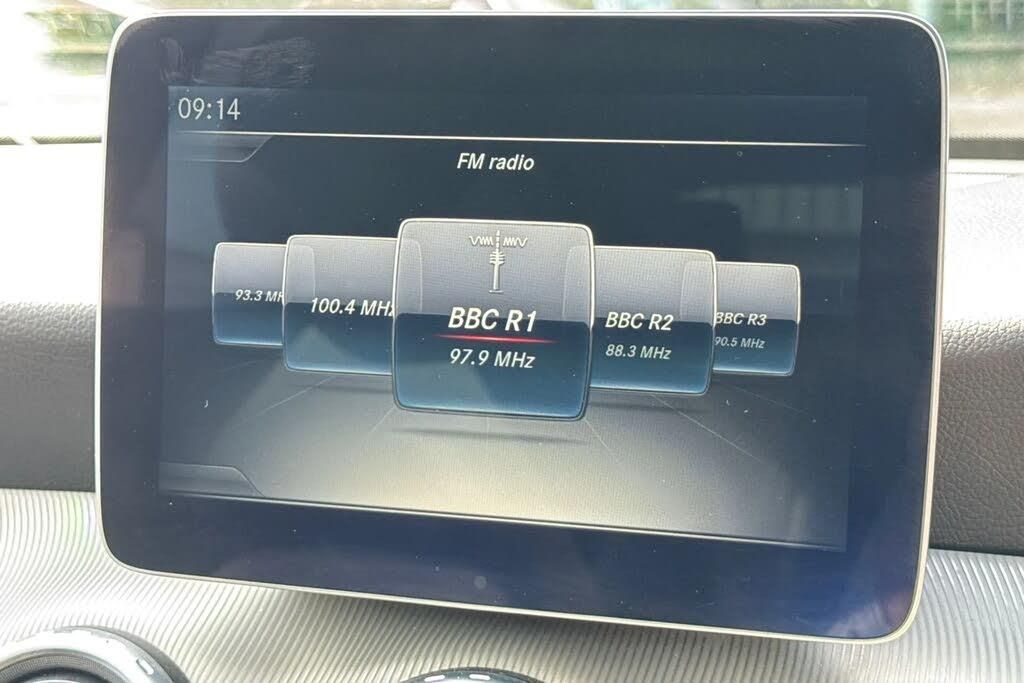 09:14
FM radio
93.3 MH
100.4 MHz
BBC R1
97.9 MHz
BBC R2
88.3 MHz
BBC R3
90.5 MHz